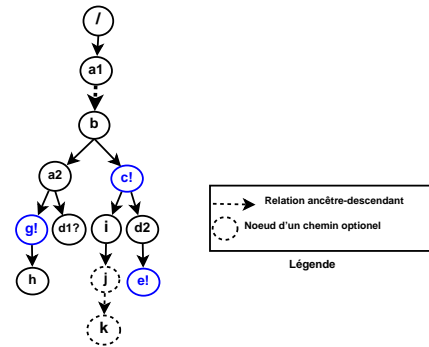 /
a1
b
a2
c!
g!
d1?
i
d2
h
j
e!
k
Relation ancêtre-descendant
Noeud d'un chemin optionel
Légende